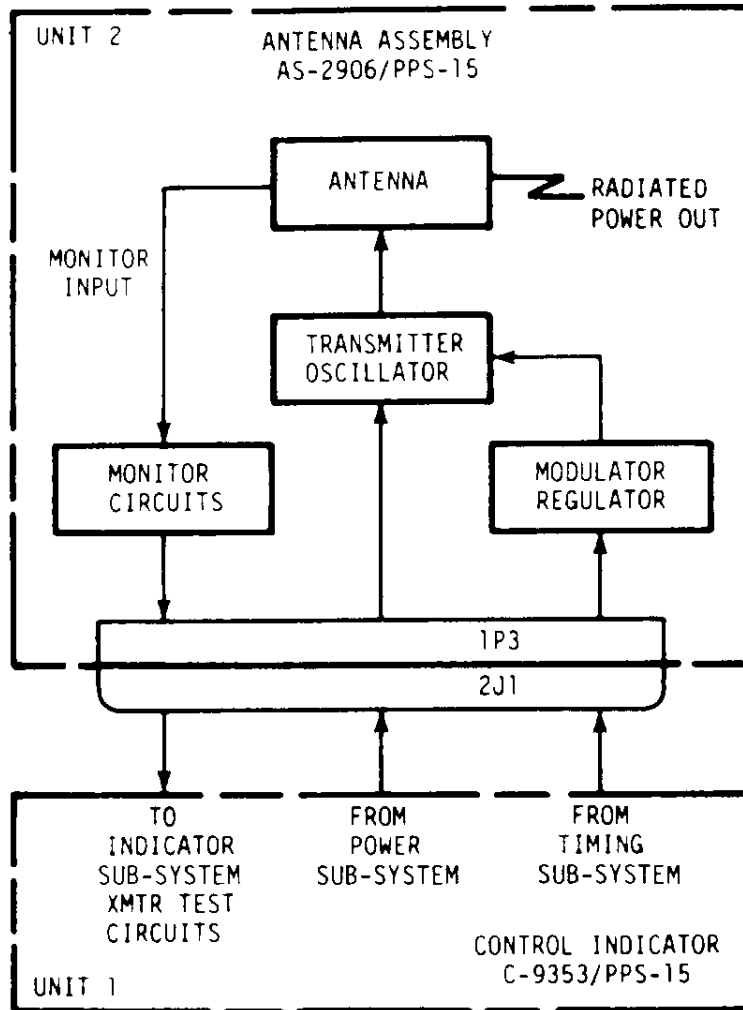 UNIT 2
ANTENNA ASSEMBLY
AS-2906/PPS-15
ANTENNA
RADIATED
POWER OUT
MONITOR
INPUT
TRANSMITTER
OSCILLATOR
MONITOR
CIRCUITS
MODULATOR
REGULATOR
1P3
2J1
TO
INDICATOR
SUB-SYSTEM
XMTR TEST
CIRCUITS
FROM
POWER
SUB-SYSTEM
FROM
TIMING
SUB-SYSTEM
CONTROL INDICATOR
C-9353/PPS-15
UNIT 1